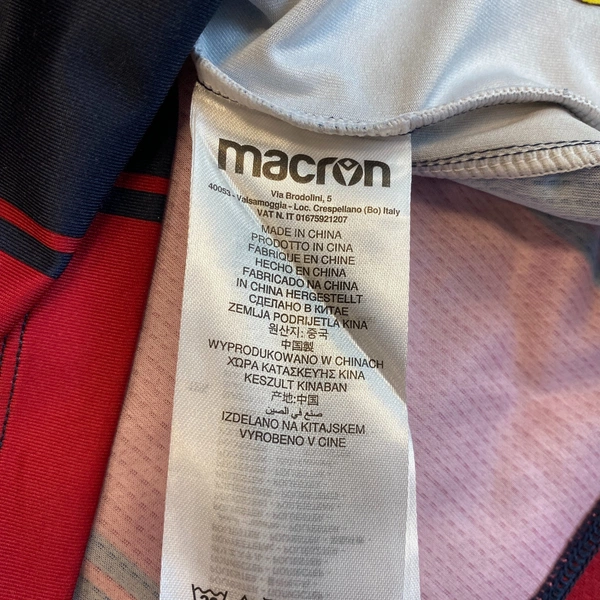 macron
Via Brodolini, 5
40053 - Valsamoggia - Loc. Crespellano (Bo) Italy
VAT N. IT 01675921207
MADE IN CHINA
PRODOTTO IN CINA
FABRIQUE EN CHINE
HECHO EN CHINA
FABRICADO NA CHINA
IN CHINA HERGESTELLT
СДЕЛАНО В КИТАЕ
ZEMLJA PODRIJETLA KINA
원산지: 중국
中国製
WYPRODUKOWANO W CHINACH
ΧΩΡΑ ΚΑΤΑΣΚΕΥΗΣ ΚΙΝΑ
KESZULT KINABAN
产地:中国
صنع في الصين
IZDELANO NA KITAJSKEM
VYROBENO V CINE